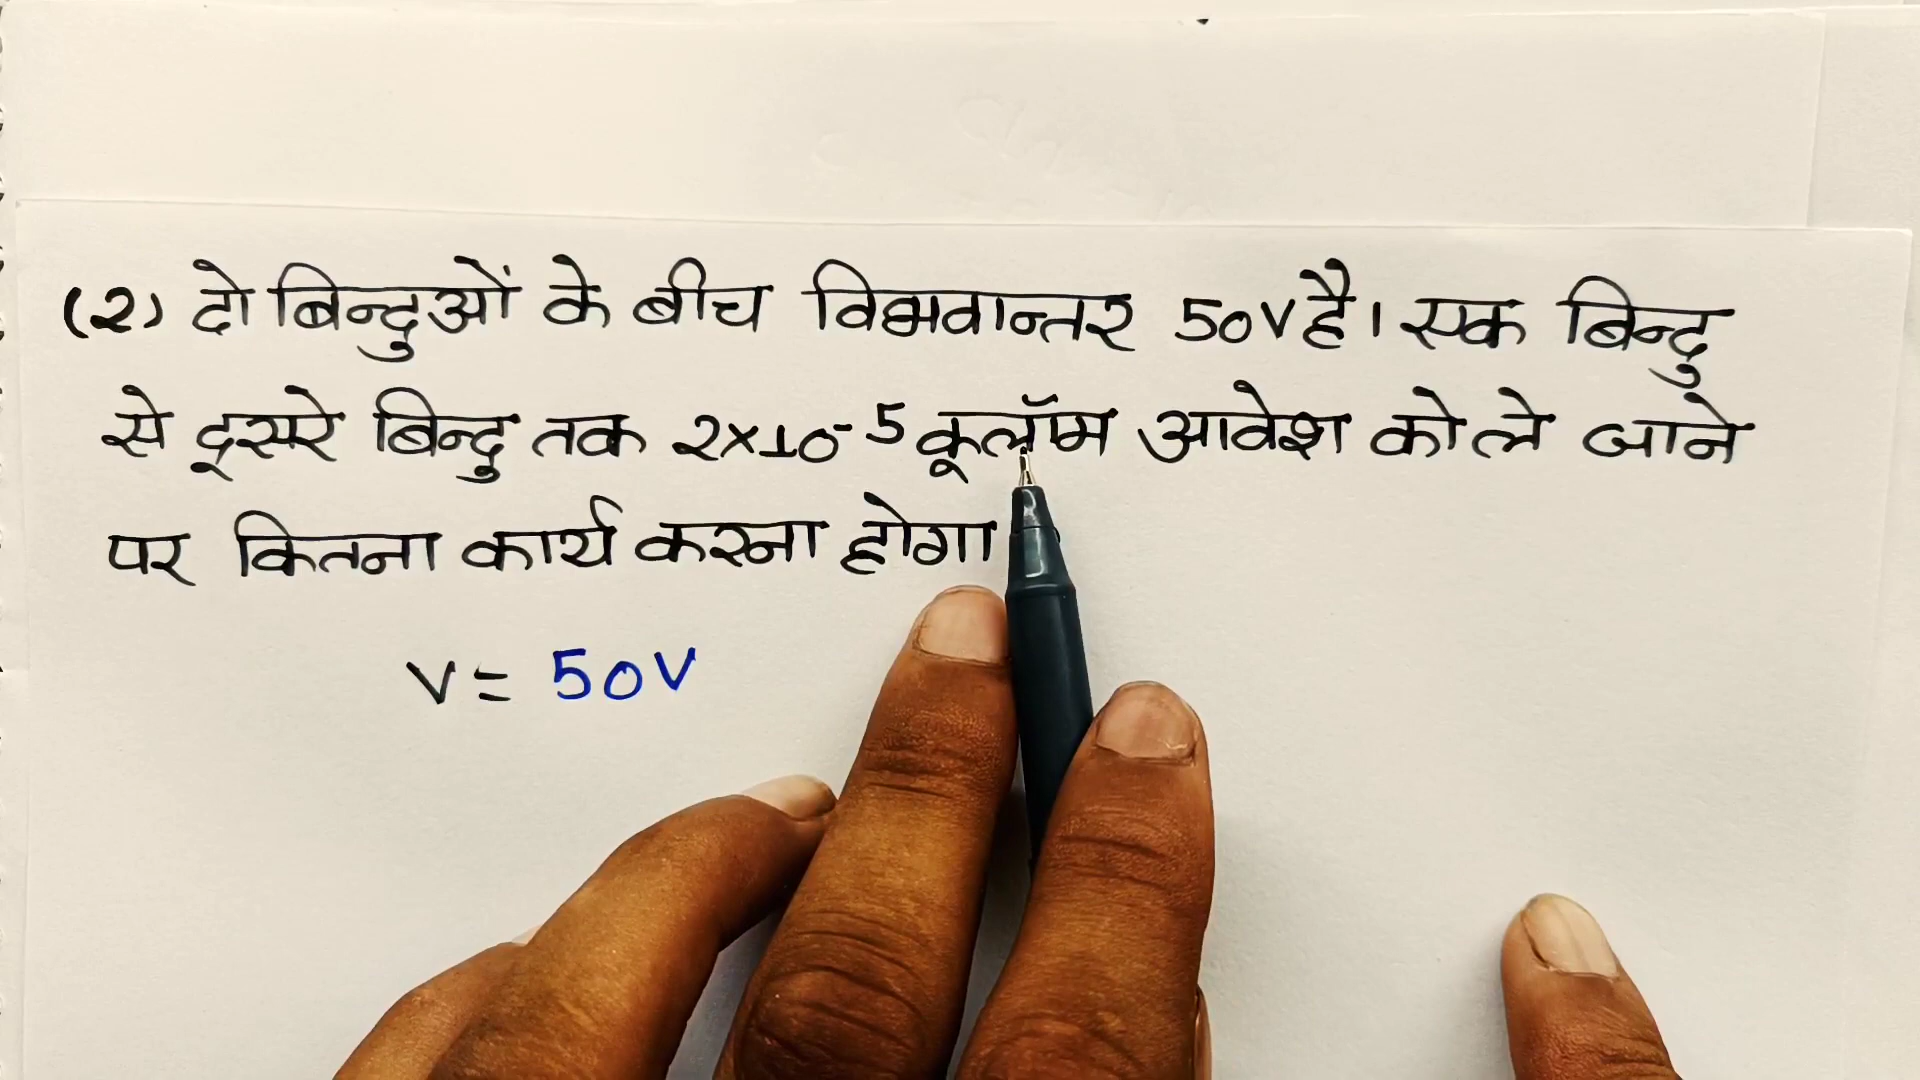 (2) दो बिन्दुओं के बीच विभवान्तर 50V है। एक बिन्दु
से दूसरे बिन्दु तक 2×10⁻⁵ कूलॉम आवेश को ले जाने
पर कितना कार्य करना होगा
V = 50V